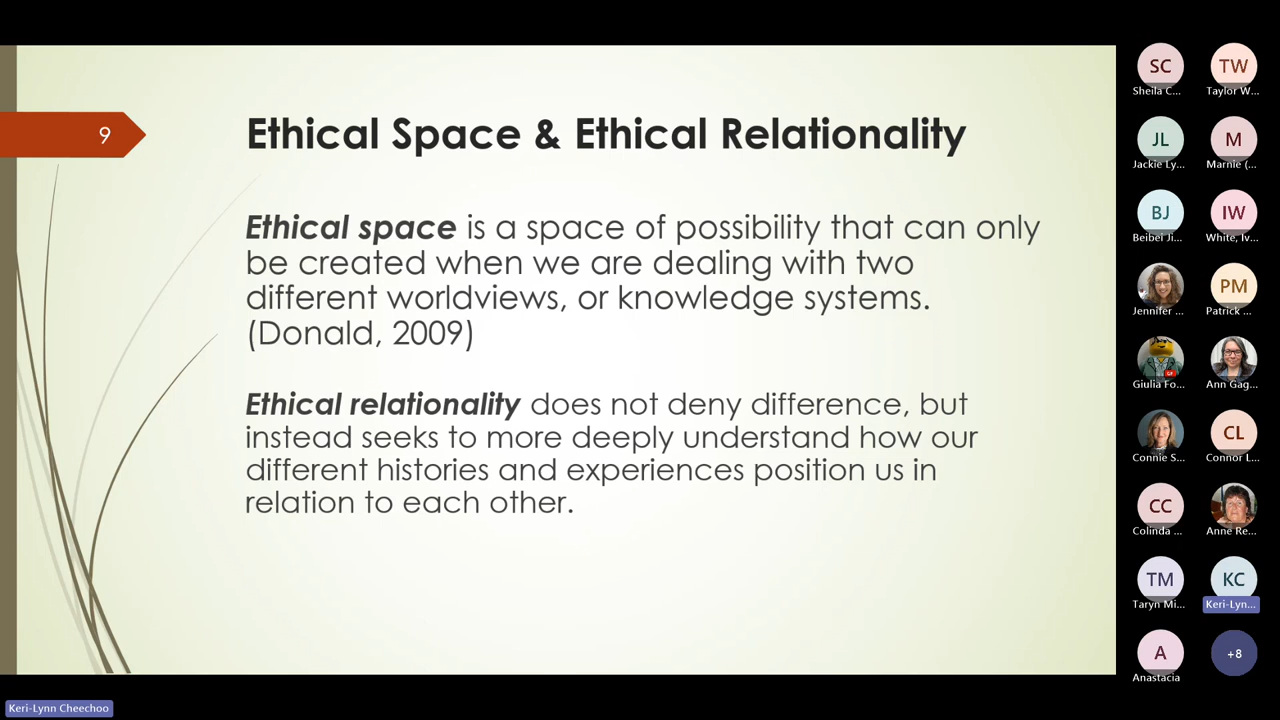 9
Ethical Space & Ethical Relationality
Ethical space is a space of possibility that can only
be created when we are dealing with two
different worldviews, or knowledge systems.
(Donald, 2009)
Ethical relationality does not deny difference, but
instead seeks to more deeply understand how our
different histories and experiences position us in
relation to each other.
SC
TW
Sheila C...
Taylor W...
JL
M
Jackie Ly...
Marnie (...
BJ
IW
Beibei Ji...
White, Iv...
PM
Jennifer ...
Patrick ...
GF
Giulia Fo...
Ann Gag...
CL
Connie S...
Connor L...
CC
Colinda ...
Anne Re...
TM
KC
Taryn Mi...
Keri-Lyn...
A
+8
Anastacia
Keri-Lynn Cheechoo